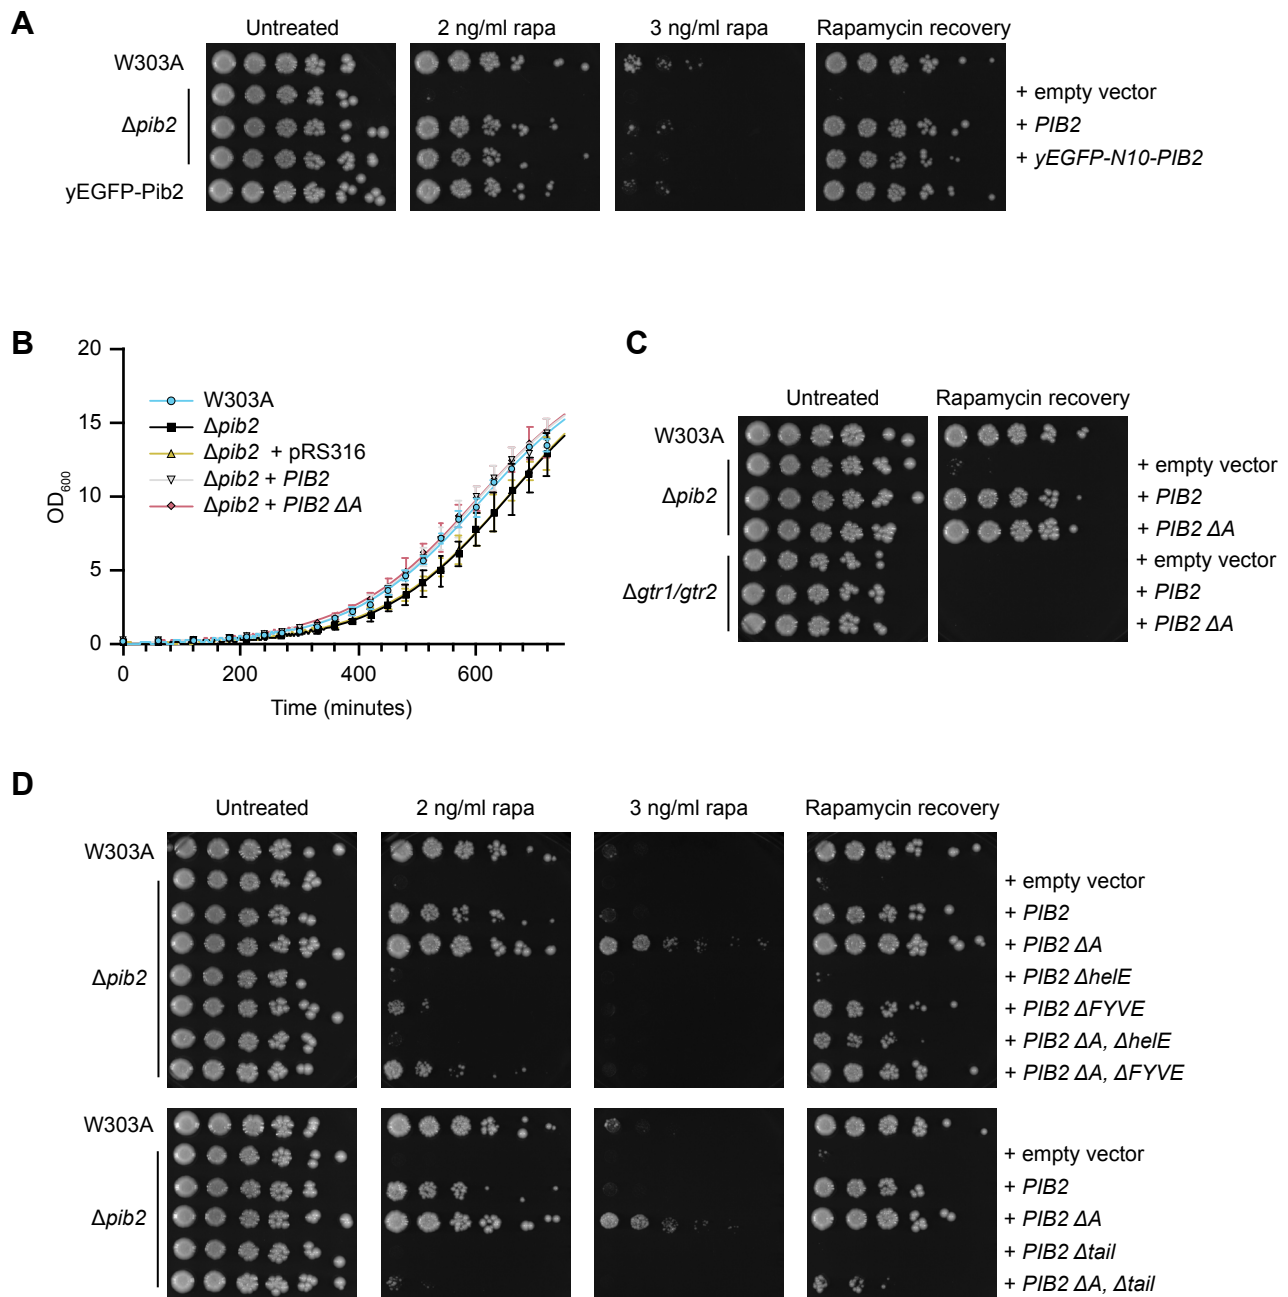 A
Untreated
2 ng/ml rapa
3 ng/ml rapa
Rapamycin recovery
W303A
+ empty vector
Δpib2
+ PIB2
+ yEGFP-N10-PIB2
yEGFP-Pib2
B
20
15
10
5
0
OD600
W303A
Δpib2
Δpib2 + pRS316
Δpib2 + PIB2
Δpib2 + PIB2 ΔA
0
200
400
600
Time (minutes)
C
Untreated
Rapamycin recovery
W303A
+ empty vector
Δpib2
+ PIB2
+ PIB2 ΔA
+ empty vector
Δgtr1/gtr2
+ PIB2
+ PIB2 ΔA
D
Untreated
2 ng/ml rapa
3 ng/ml rapa
Rapamycin recovery
W303A
+ empty vector
+ PIB2
+ PIB2 ΔA
Δpib2
+ PIB2 ΔhelE
+ PIB2 ΔFYVE
+ PIB2 ΔA, ΔhelE
+ PIB2 ΔA, ΔFYVE
W303A
+ empty vector
+ PIB2
Δpib2
+ PIB2 ΔA
+ PIB2 Δtail
+ PIB2 ΔA, Δtail